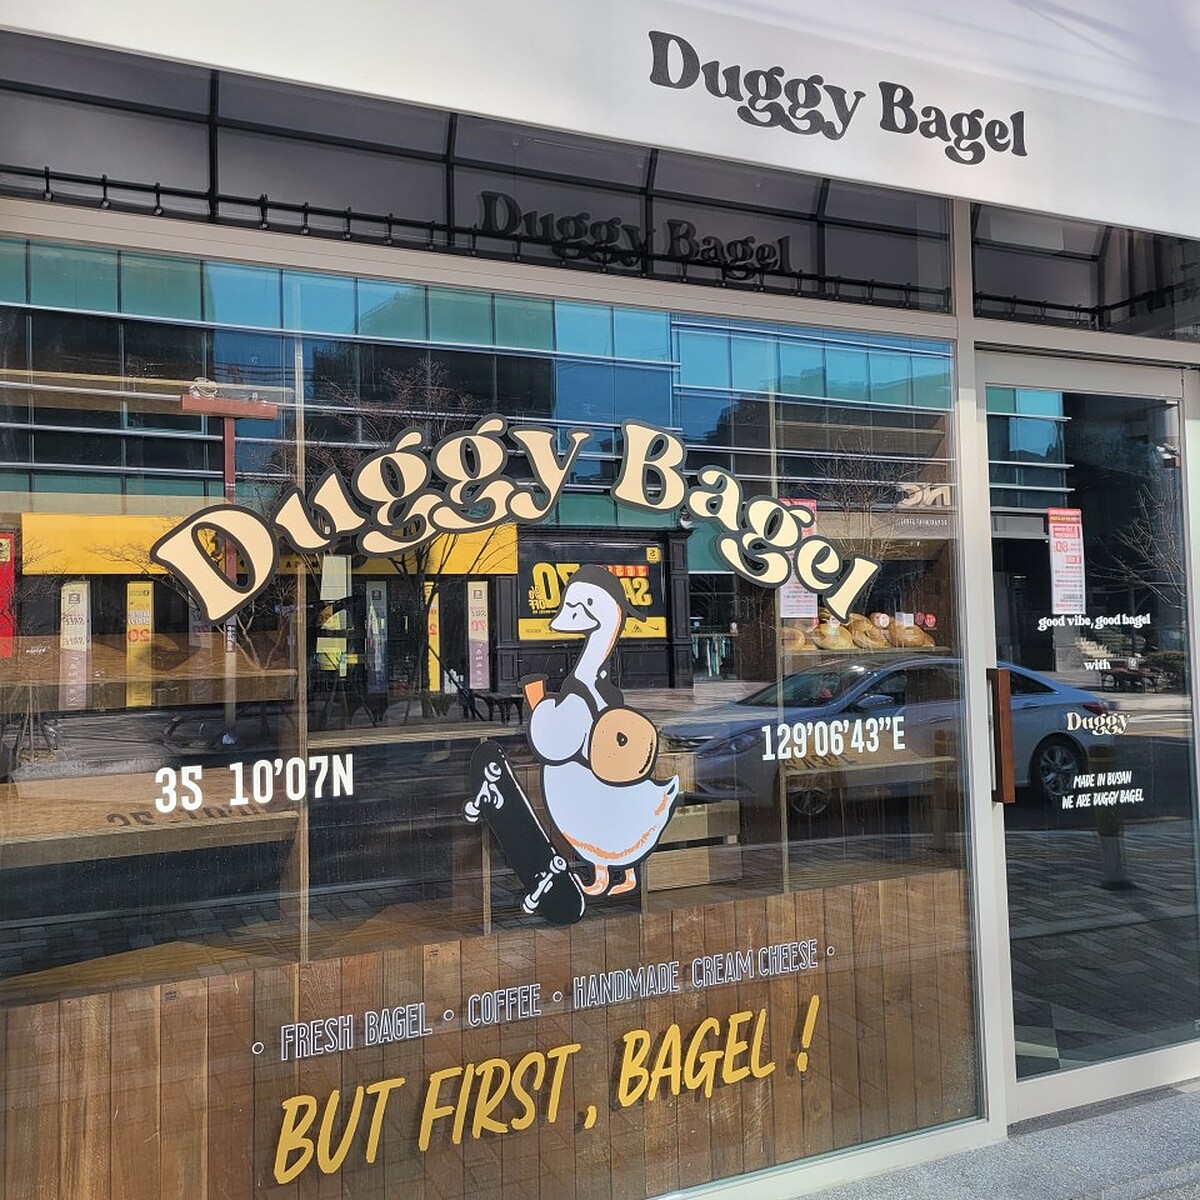 Duggy Bagel
Duggy Bagel
Duggy Bagel
35 10'07N
129'06'43"E
good vibe, good bagel
with
Duggy
MADE IN BUSAN
WE ARE DUGGY BAGEL
◦ FRESH BAGEL ◦ COFFEE ◦ HANDMADE CREAM CHEESE ◦
BUT FIRST, BAGEL!